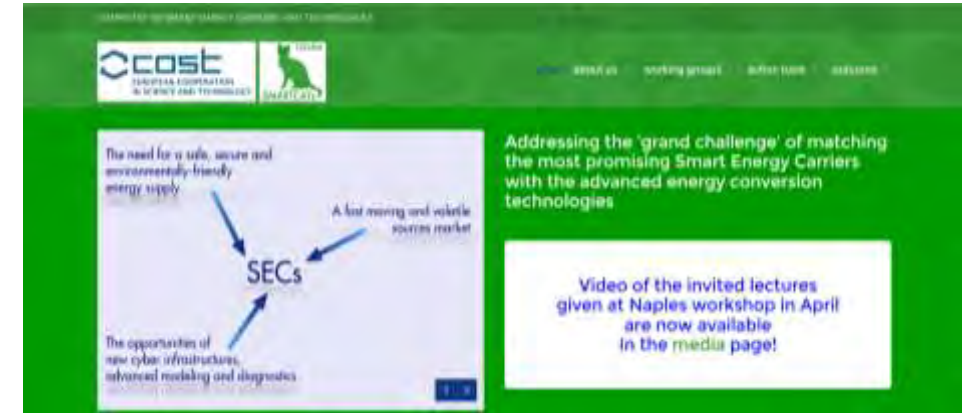 cost
EUROPEAN COOPERATION
IN SCIENCE AND TECHNOLOGY
SMARTCATS
about us working groups action tools outcome
The need for a safe, secure and
environmentally-friendly
energy supply
A fast moving and volatile
sources market
SECs
The opportunities of
new cyber infrastructures,
advanced modeling and diagnostics
Addressing the 'grand challenge' of matching
the most promising Smart Energy Carriers
with the advanced energy conversion
technologies
Video of the invited lectures
given at Naples workshop in April
are now available
in the media page!